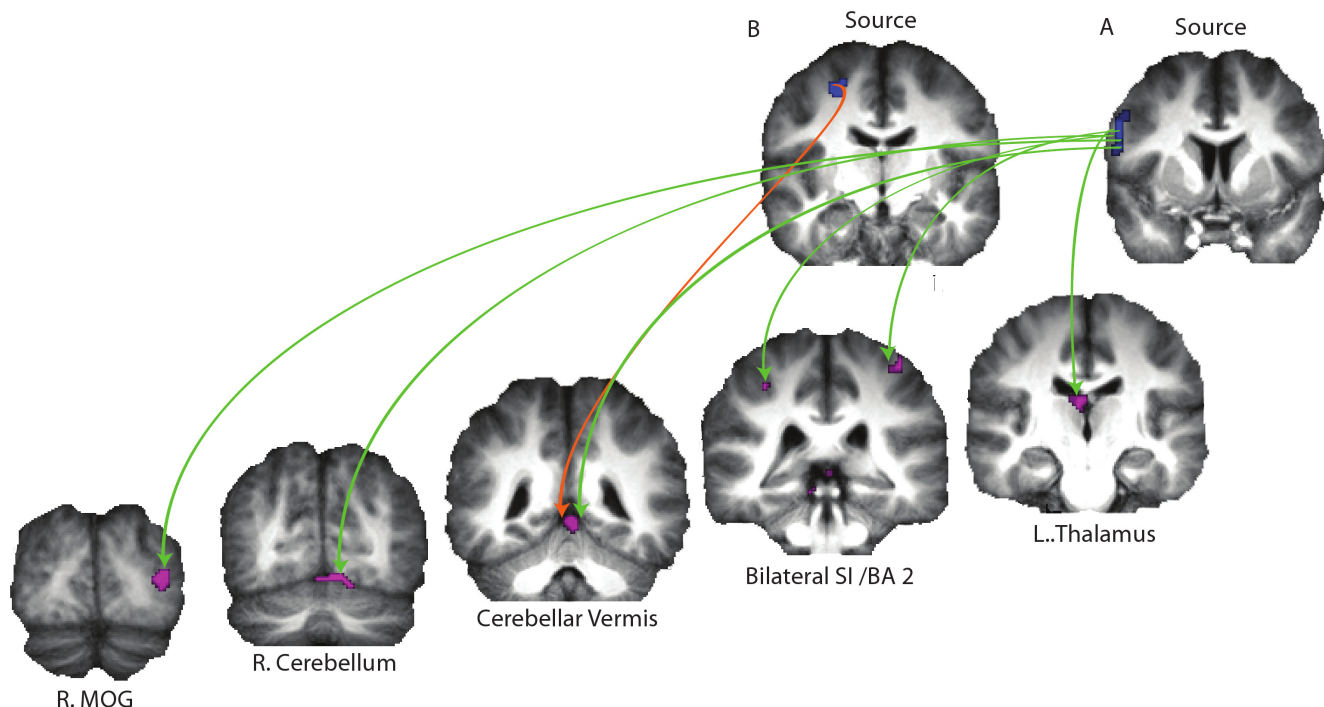 B
Source
A
Source
L..Thalamus
Bilateral SI /BA 2
Cerebellar Vermis
R. Cerebellum
R. MOG